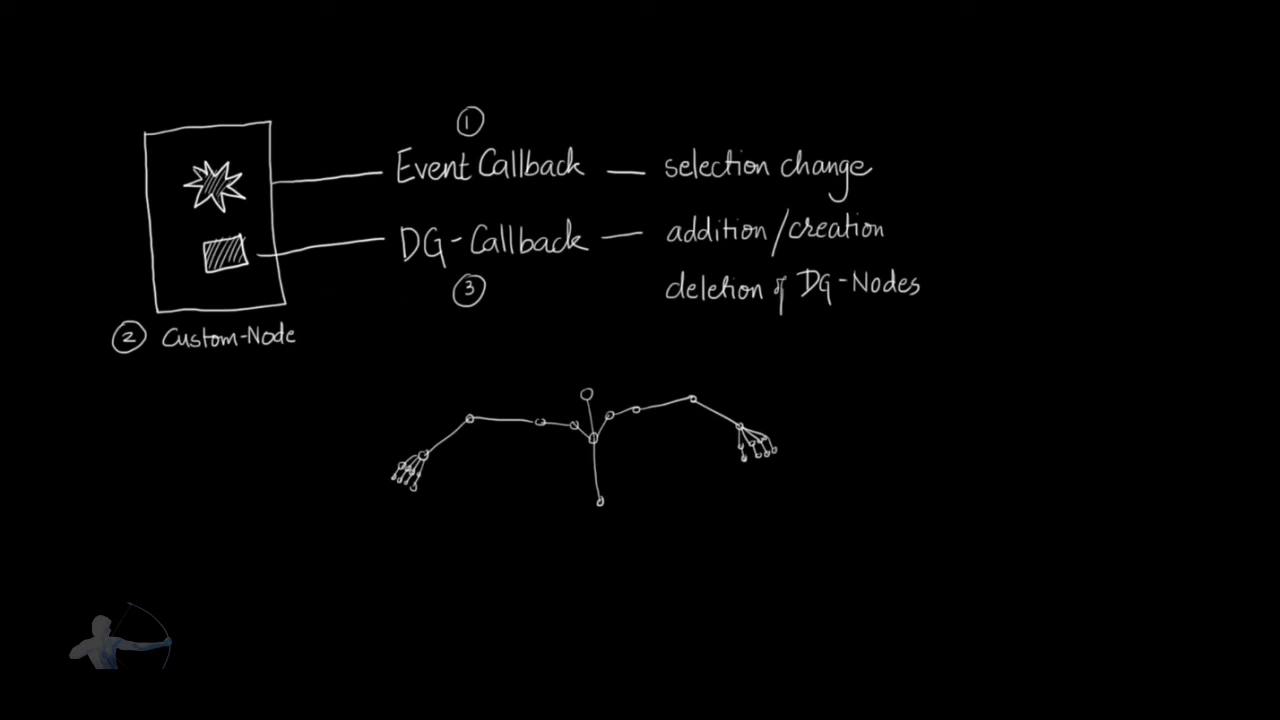 ①
Event Callback — selection change
DG-Callback — addition/creation
③ deletion of DG-Nodes
② Custom-Node